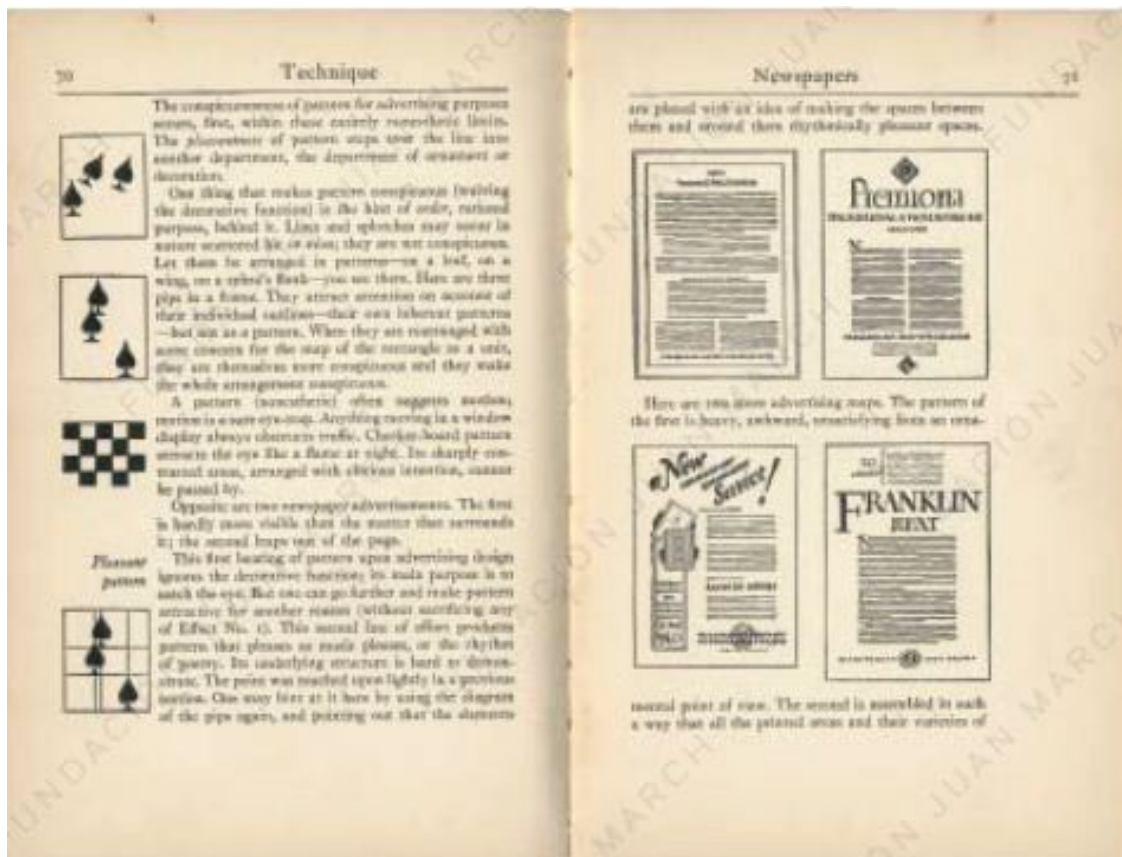 70
Technique
The conspicuousness of pattern for advertising purposes
occurs, first, within these entirely nonesthetic limits.
The pleasantness of pattern steps over the line into
another department, the department of ornament or
decoration.
One thing that makes pattern conspicuous (waiving
the decorative function) is the hint of order, rational
purpose, behind it. Lines and splotches may occur in
nature scattered hit or miss; they are not conspicuous.
Let them be arranged in patterns—on a leaf, on a
wing, on a zebra's flank—you see them. Here are three
pips in a frame. They attract attention on account of
their individual outlines—their own inherent patterns
—but not as a pattern. When they are rearranged with
some concern for the map of the rectangle as a unit,
they are themselves more conspicuous and they make
the whole arrangement conspicuous.
A pattern (nonesthetic) often suggests motion;
motion is a sure eye-stop. Anything moving in a window
display always obstructs traffic. Checker-board pattern
attracts the eye like a flame at night. Its sharply con-
trasted areas, arranged with obvious intention, cannot
be passed by.
Opposite are two newspaper advertisements. The first
is hardly more visible than the matter that surrounds
it; the second leaps out of the page.
Pleasant
pattern
This first bearing of pattern upon advertising design
ignores the decorative function; its main purpose is to
catch the eye. But one can go further and make pattern
attractive for another reason (without sacrificing any
of Effect No. 1). This second line of effort produces
pattern that pleases as music pleases, or the rhythm
of poetry. Its underlying structure is hard to demon-
strate. The point was touched upon lightly in a previous
section. One may hint at it here by using the diagram
of the pips again, and pointing out that the elements
Newspapers
71
are placed with an idea of making the spaces between
them and around them rhythmically pleasant spaces.
Here are two more advertising maps. The pattern of
the first is heavy, awkward, unsatisfying from an orna-
New
Service!
FRANKLIN
mental point of view. The second is assembled in such
a way that all the printed areas and their varieties of
FUNDACION JUAN MARCH